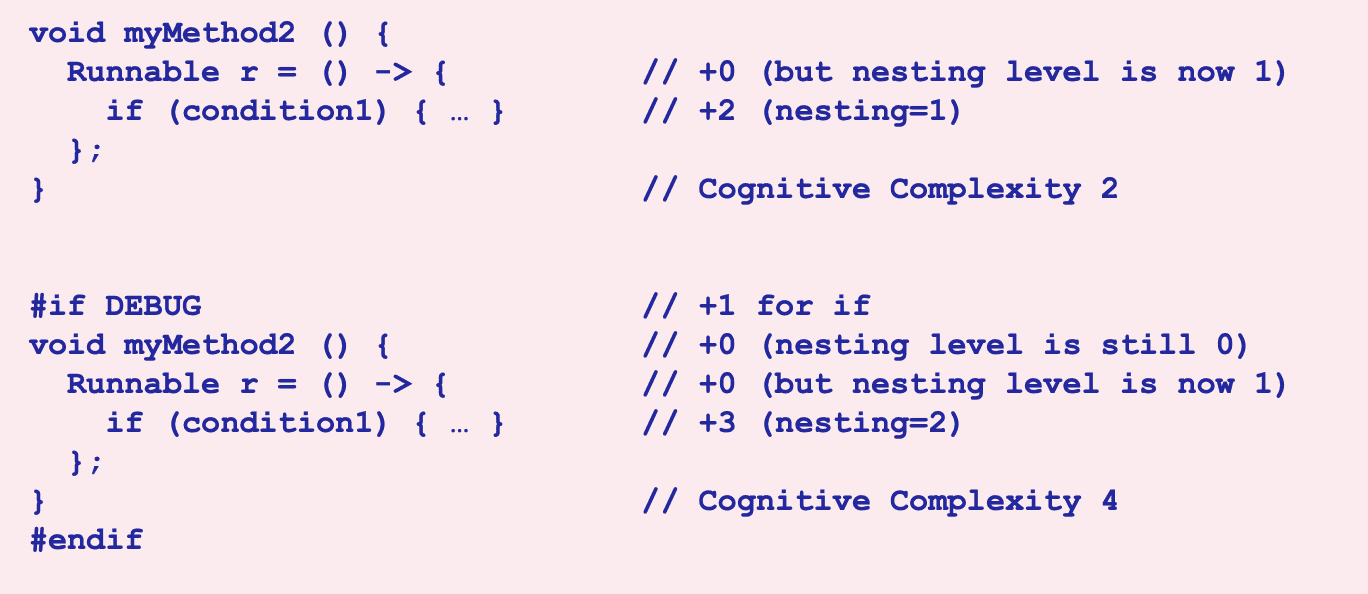 void myMethod2 () {
  Runnable r = () -> {          // +0 (but nesting level is now 1)
    if (condition1) { … }       // +2 (nesting=1)
  };
}                               // Cognitive Complexity 2
#if DEBUG                       // +1 for if
void myMethod2 () {             // +0 (nesting level is still 0)
  Runnable r = () -> {          // +0 (but nesting level is now 1)
    if (condition1) { … }       // +3 (nesting=2)
  };
}                               // Cognitive Complexity 4
#endif